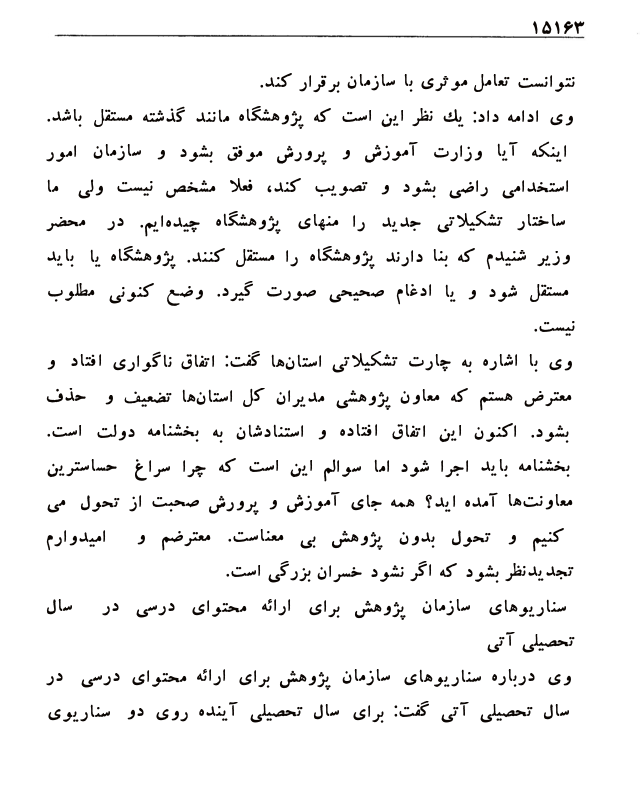 ۱۵۱۶۳
نتوانست تعامل موثری با سازمان برقرار کند.
وی ادامه داد: یك نظر این است که پژوهشگاه مانند گذشته مستقل باشد.
اینکه آیا وزارت آموزش و پرورش موفق بشود و سازمان امور
استخدامی راضی بشود و تصویب کند، فعلا مشخص نیست ولی ما
ساختار تشکیلاتی جدید را منهای پژوهشگاه چیده‌ایم. در محضر
وزیر شنیدم که بنا دارند پژوهشگاه را مستقل کنند. پژوهشگاه یا باید
مستقل شود و یا ادغام صحیحی صورت گیرد. وضع کنونی مطلوب
نیست.
وی با اشاره به چارت تشکیلاتی استان‌ها گفت: اتفاق ناگواری افتاد و
معترض هستم که معاون پژوهشی مدیران کل استان‌ها تضعیف و حذف
بشود. اکنون این اتفاق افتاده و استنادشان به بخشنامه دولت است.
بخشنامه باید اجرا شود اما سوالم این است که چرا سراغ حساسترین
معاونت‌ها آمده اید؟ همه جای آموزش و پرورش صحبت از تحول می
کنیم و تحول بدون پژوهش بی معناست. معترضم و امیدوارم
تجدیدنظر بشود که اگر نشود خسران بزرگی است.
سناریوهای سازمان پژوهش برای ارائه محتوای درسی در سال
تحصیلی آتی
وی درباره سناریوهای سازمان پژوهش برای ارائه محتوای درسی در
سال تحصیلی آتی گفت: برای سال تحصیلی آینده روی دو سناریوی